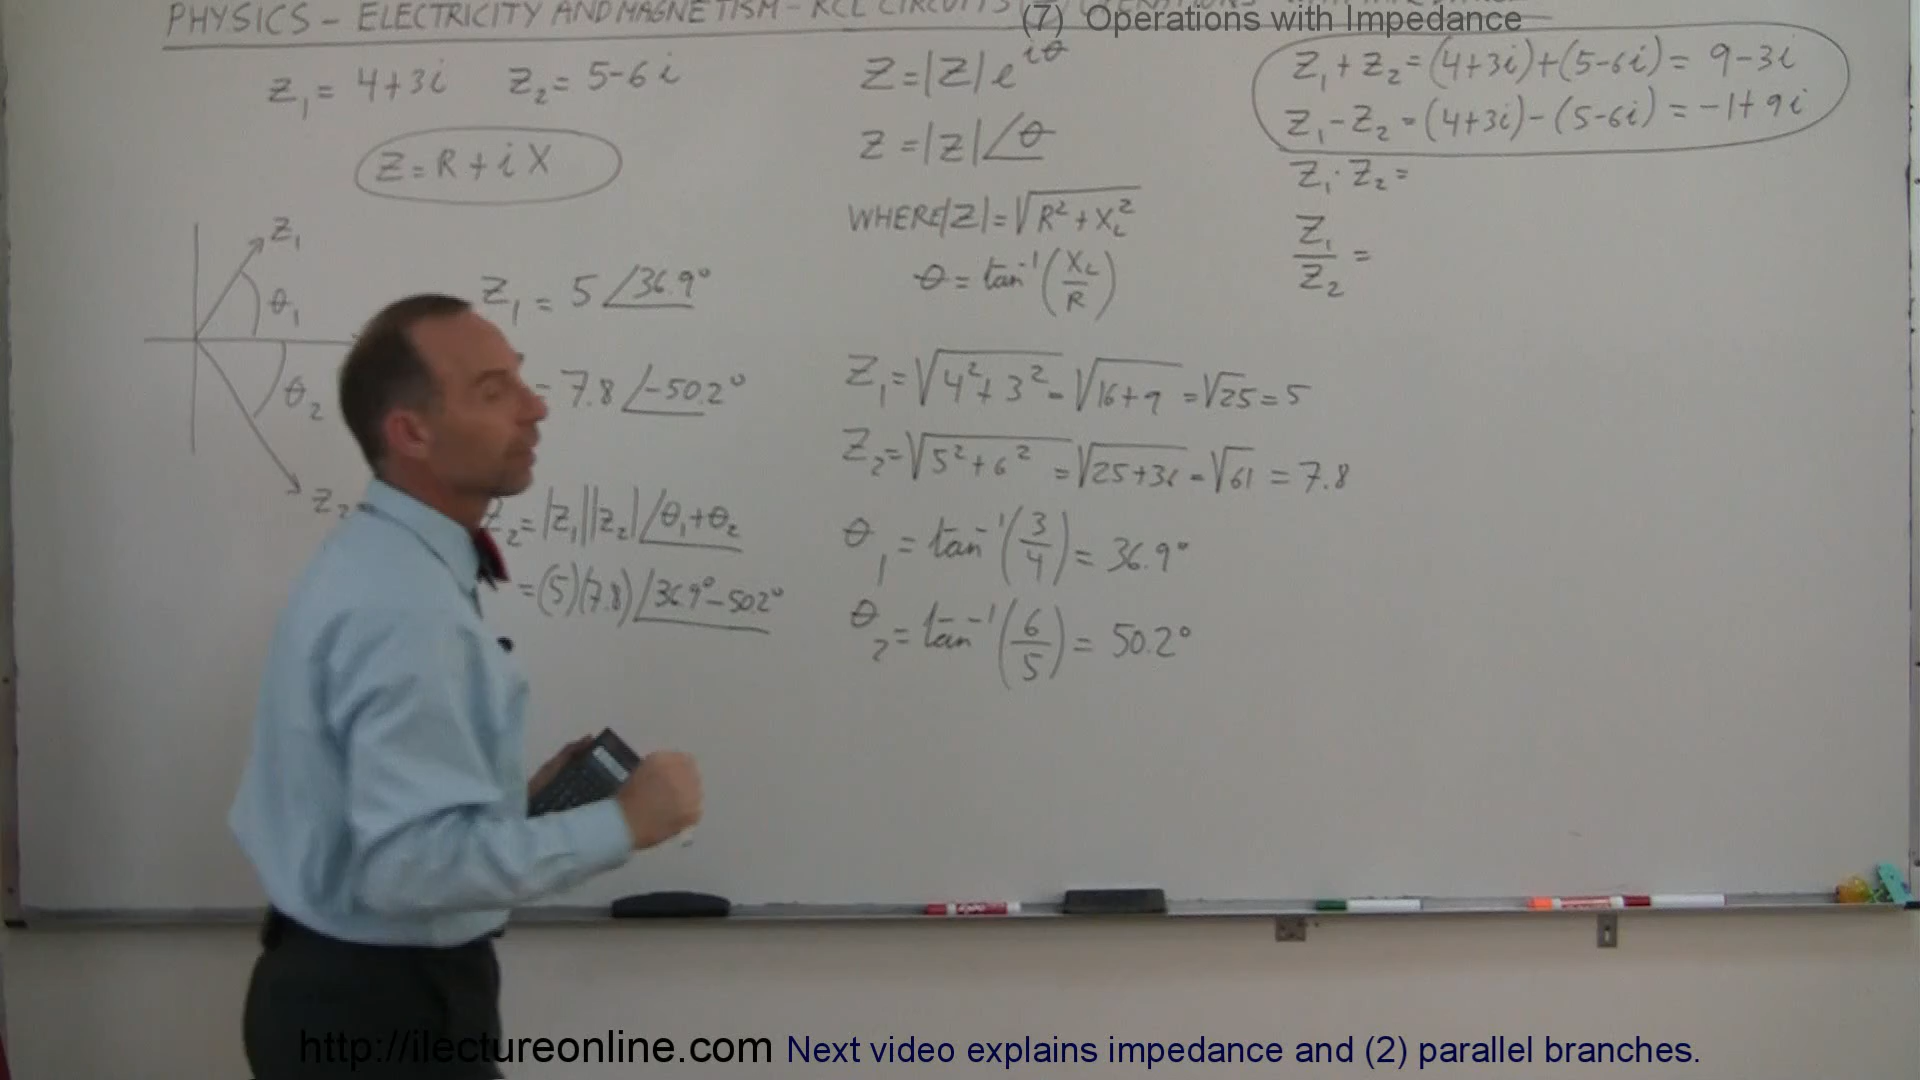 PHYSICS - ELECTRICITY AND MAGNETISM - RCL CIRCUITS
(7) Operations with Impedance
Z₁ = 4+3i Z₂ = 5-6i
Z = R + i X
Z₁
θ₁
θ₂
Z₂
Z₁ = 5 ∠36.9°
= 7.8 ∠-50.2°
Z₂ = |Z₁||Z₂| ∠θ₁+θ₂
= (5)(7.8) ∠36.9°-50.2°
Z = |Z| e^iθ
Z = |Z| ∠θ
WHERE |Z| = √R² + X_L²
θ = tan⁻¹(X_L/R)
Z₁ = √4²+3² = √16+9 = √25 = 5
Z₂ = √5²+6² = √25+36 = √61 = 7.8
θ₁ = tan⁻¹(3/4) = 36.9°
θ₂ = tan⁻¹(6/5) = 50.2°
Z₁ + Z₂ = (4+3i)+(5-6i) = 9-3i
Z₁ - Z₂ = (4+3i)-(5-6i) = -1+9i
Z₁ · Z₂ =
Z₁/Z₂ =
http://ilectureonline.com Next video explains impedance and (2) parallel branches.